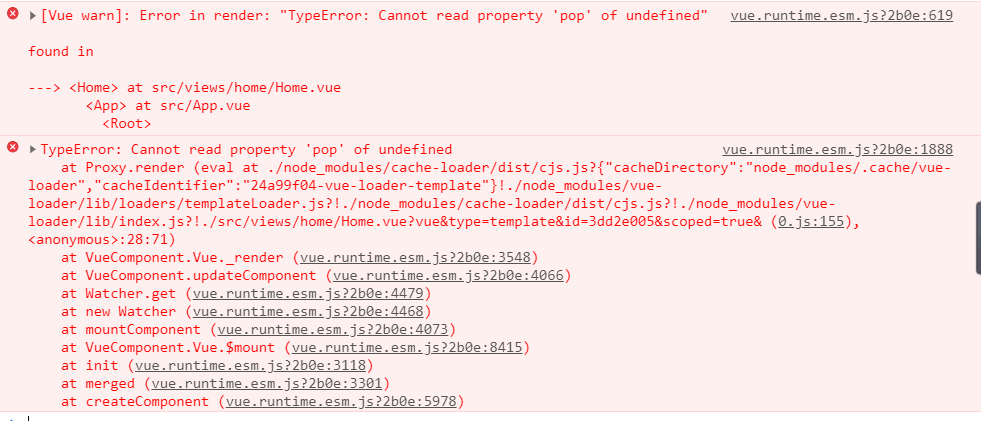 [Vue warn]: Error in render: "TypeError: Cannot read property 'pop' of undefined" vue.runtime.esm.js?2b0e:619
found in
---> <Home> at src/views/home/Home.vue
<App> at src/App.vue
<Root>
TypeError: Cannot read property 'pop' of undefined vue.runtime.esm.js?2b0e:1888
at Proxy.render (eval at ./node_modules/cache-loader/dist/cjs.js?{"cacheDirectory":"node_modules/.cache/vue-
loader","cacheIdentifier":"24a99f04-vue-loader-template"}!./node_modules/vue-
loader/lib/loaders/templateLoader.js?!./node_modules/cache-loader/dist/cjs.js?!./node_modules/vue-
loader/lib/index.js?!./src/views/home/Home.vue?vue&type=template&id=3dd2e005&scoped=true& (0.js:155),
<anonymous>:28:71)
at VueComponent.Vue._render (vue.runtime.esm.js?2b0e:3548)
at VueComponent.updateComponent (vue.runtime.esm.js?2b0e:4066)
at Watcher.get (vue.runtime.esm.js?2b0e:4479)
at new Watcher (vue.runtime.esm.js?2b0e:4468)
at mountComponent (vue.runtime.esm.js?2b0e:4073)
at VueComponent.Vue.$mount (vue.runtime.esm.js?2b0e:8415)
at init (vue.runtime.esm.js?2b0e:3118)
at merged (vue.runtime.esm.js?2b0e:3301)
at createComponent (vue.runtime.esm.js?2b0e:5978)